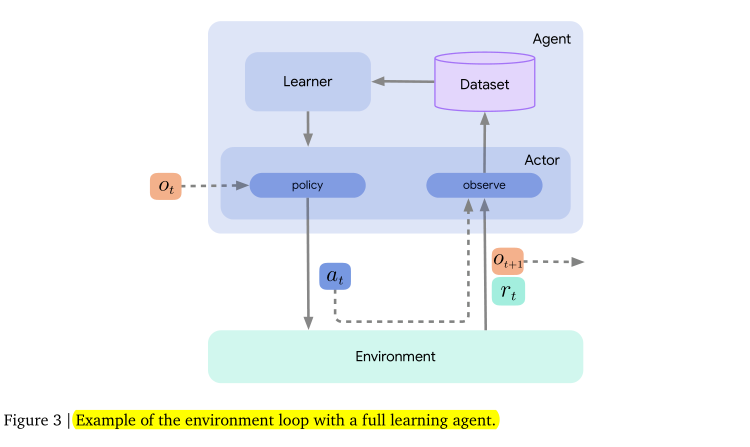 Agent
Learner
Dataset
Actor
o_t
policy
observe
a_t
o_{t+1}
r_t
Environment
Figure 3 | Example of the environment loop with a full learning agent.